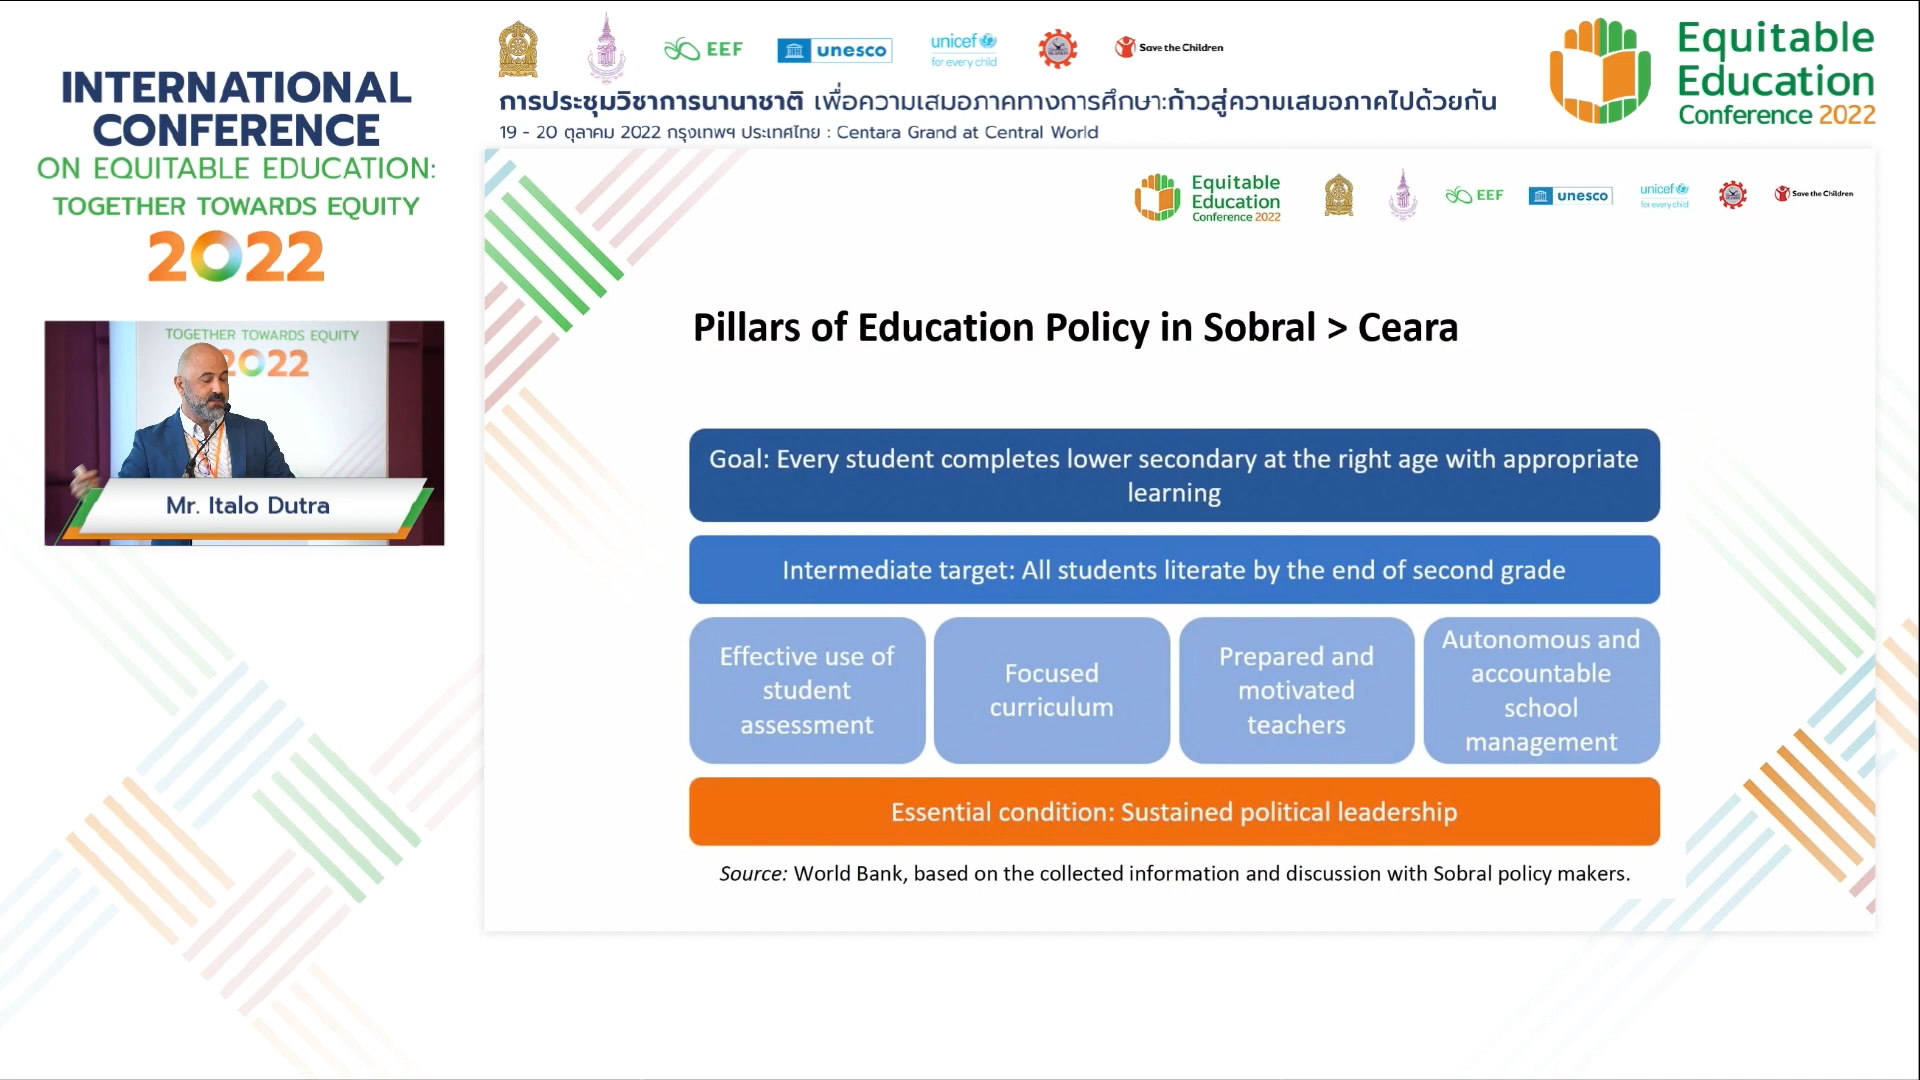 INTERNATIONAL
CONFERENCE
ON EQUITABLE EDUCATION:
TOGETHER TOWARDS EQUITY
2022
EEF
unesco
unicef
for every child
Save the Children
การประชุมวิชาการนานาชาติ เพื่อความเสมอภาคทางการศึกษา:ก้าวสู่ความเสมอภาคไปด้วยกัน
19 - 20 ตุลาคม 2022 กรุงเทพฯ ประเทศไทย : Centara Grand at Central World
Equitable
Education
Conference 2022
TOGETHER TOWARDS EQUITY
2022
Mr. Italo Dutra
Equitable
Education
Conference 2022
EEF
unesco
unicef
for every child
Save the Children
Pillars of Education Policy in Sobral > Ceara
Goal: Every student completes lower secondary at the right age with appropriate
learning
Intermediate target: All students literate by the end of second grade
Effective use of
student
assessment
Focused
curriculum
Prepared and
motivated
teachers
Autonomous and
accountable
school
management
Essential condition: Sustained political leadership
Source: World Bank, based on the collected information and discussion with Sobral policy makers.